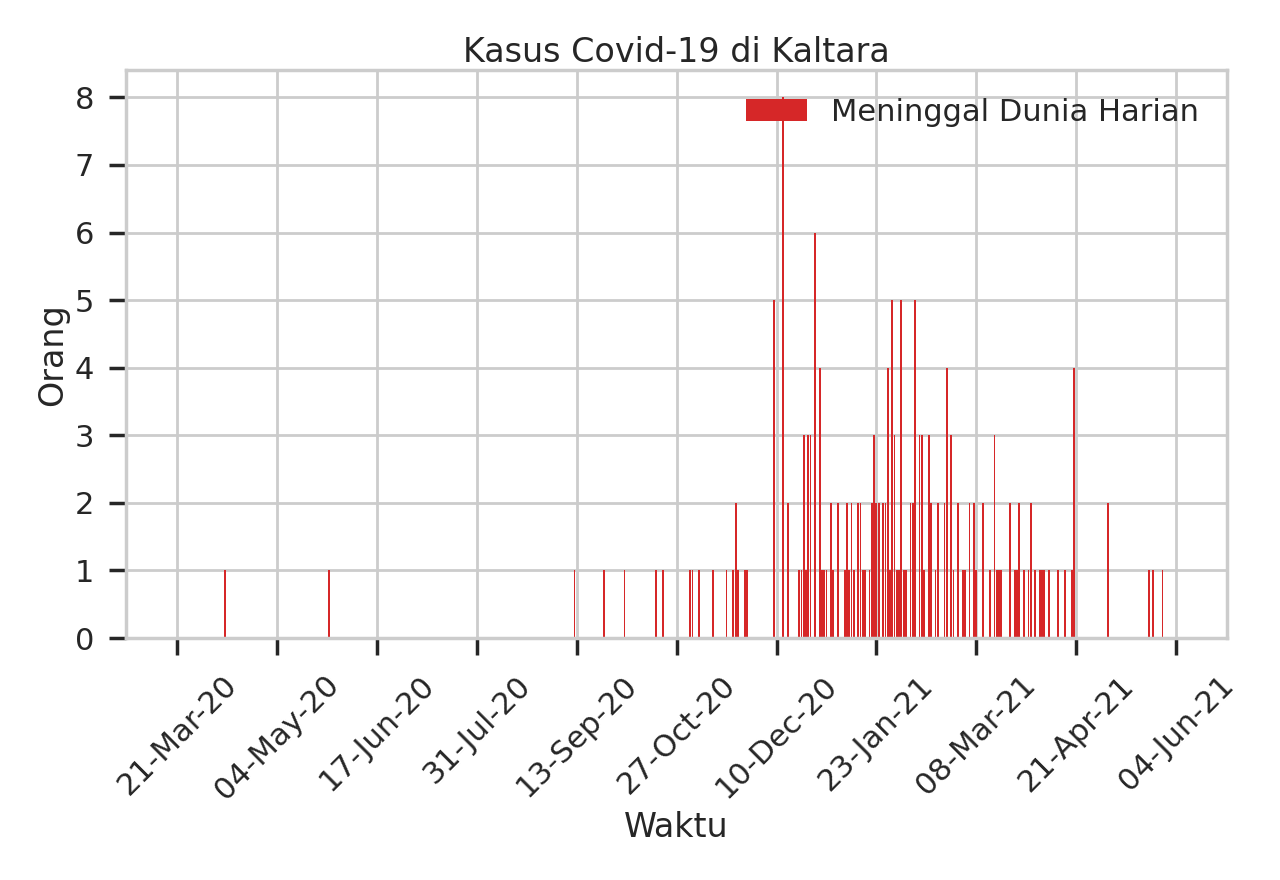 Kasus Covid-19 di Kaltara
Meninggal Dunia Harian
Orang
8
7
6
5
4
3
2
1
0
21-Mar-20
04-May-20
17-Jun-20
31-Jul-20
13-Sep-20
27-Oct-20
10-Dec-20
23-Jan-21
08-Mar-21
21-Apr-21
04-Jun-21
Waktu